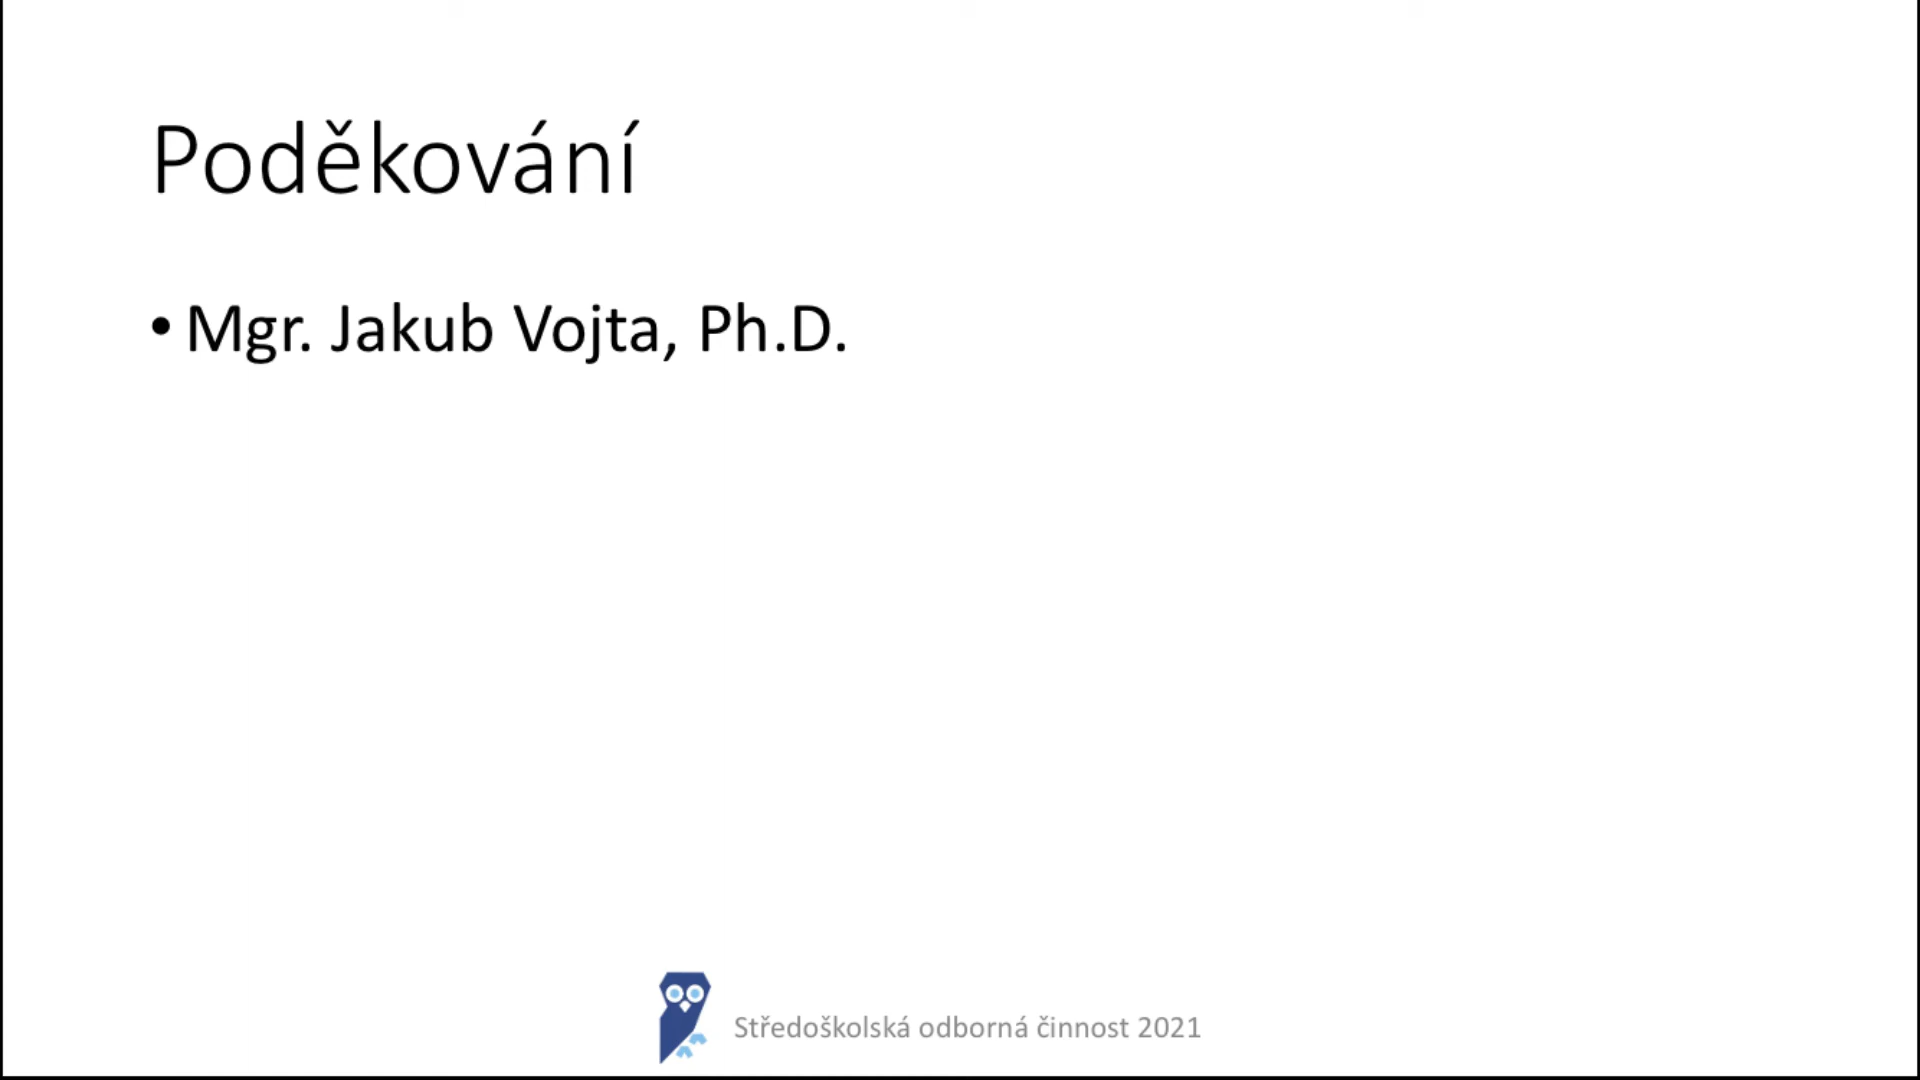 Poděkování
• Mgr. Jakub Vojta, Ph.D.
Středoškolská odborná činnost 2021